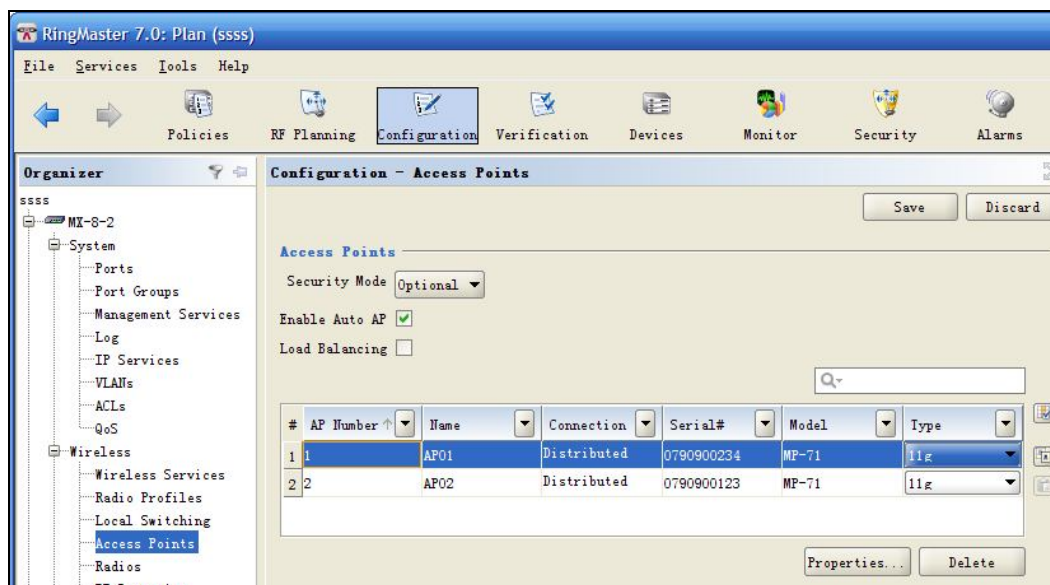 RingMaster 7.0: Plan (ssss)
File Services Tools Help
Policies RF Planning Configuration Verification Devices Monitor Security Alarms
Organizer
ssss
MX-8-2
System
Ports
Port Groups
Management Services
Log
IP Services
VLANs
ACLs
QoS
Wireless
Wireless Services
Radio Profiles
Local Switching
Access Points
Radios
Configuration - Access Points
Save Discard
Access Points
Security Mode Optional
Enable Auto AP
Load Balancing
# AP Number Name Connection Serial# Model Type
1 1 AP01 Distributed 0790900234 MP-71 11g
2 2 AP02 Distributed 0790900123 MP-71 11g
Properties... Delete